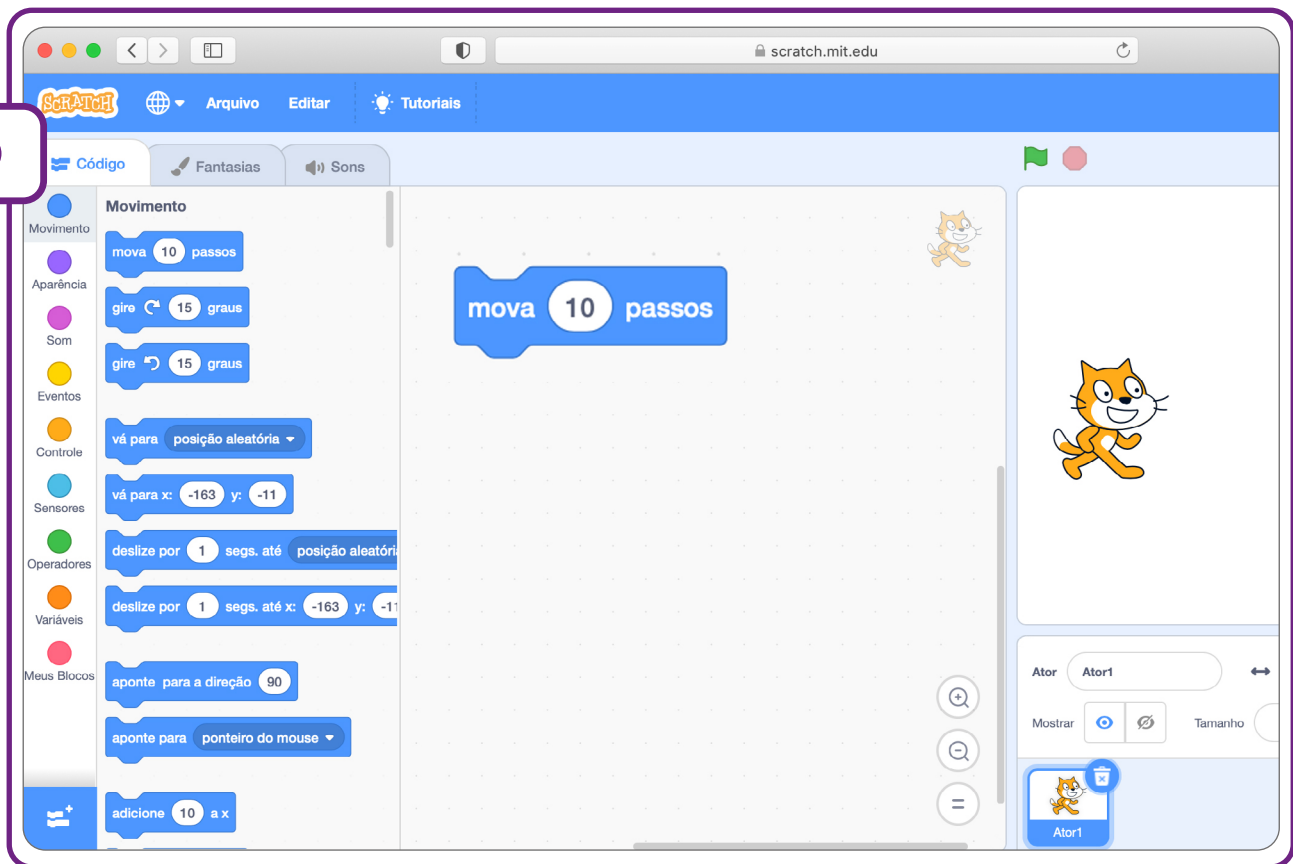 scratch.mit.edu
SCRATCH
Arquivo
Editar
Tutoriais
Código
Fantasias
Sons
Movimento
Aparência
Som
Eventos
Controle
Sensores
Operadores
Variáveis
Meus Blocos
Movimento
mova 10 passos
gire 15 graus
gire 15 graus
vá para posição aleatória
vá para x: -163 y: -11
deslize por 1 segs. até posição aleatóri
deslize por 1 segs. até x: -163 y: -11
aponte para a direção 90
aponte para ponteiro do mouse
adicione 10 a x
mova 10 passos
Ator Ator1
Mostrar
Tamanho
Ator1